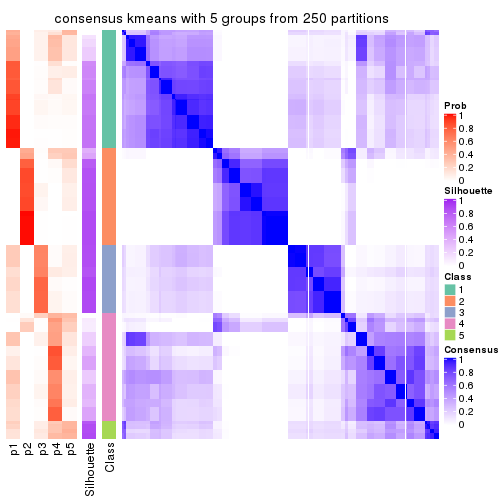 consensus kmeans with 5 groups from 250 partitions
Prob
1
0.8
0.6
0.4
0.2
0
Silhouette
1
0.8
0.6
0.4
0.2
0
Class
1
2
3
4
5
Consensus
1
0.8
0.6
0.4
0.2
0
p1
p2
p3
p4
p5
Silhouette
Class